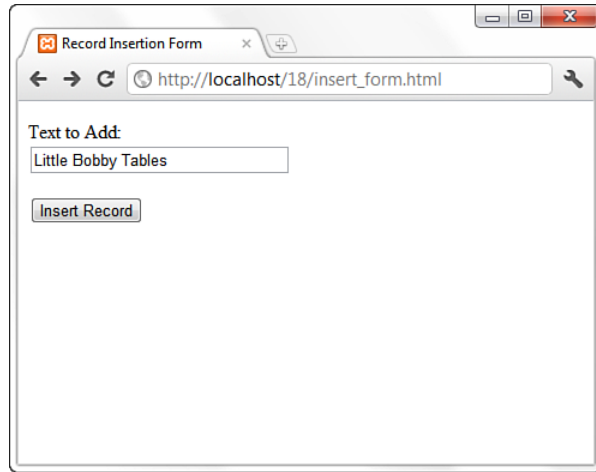 Record Insertion Form
http://localhost/18/insert_form.html
Text to Add:
Little Bobby Tables
Insert Record